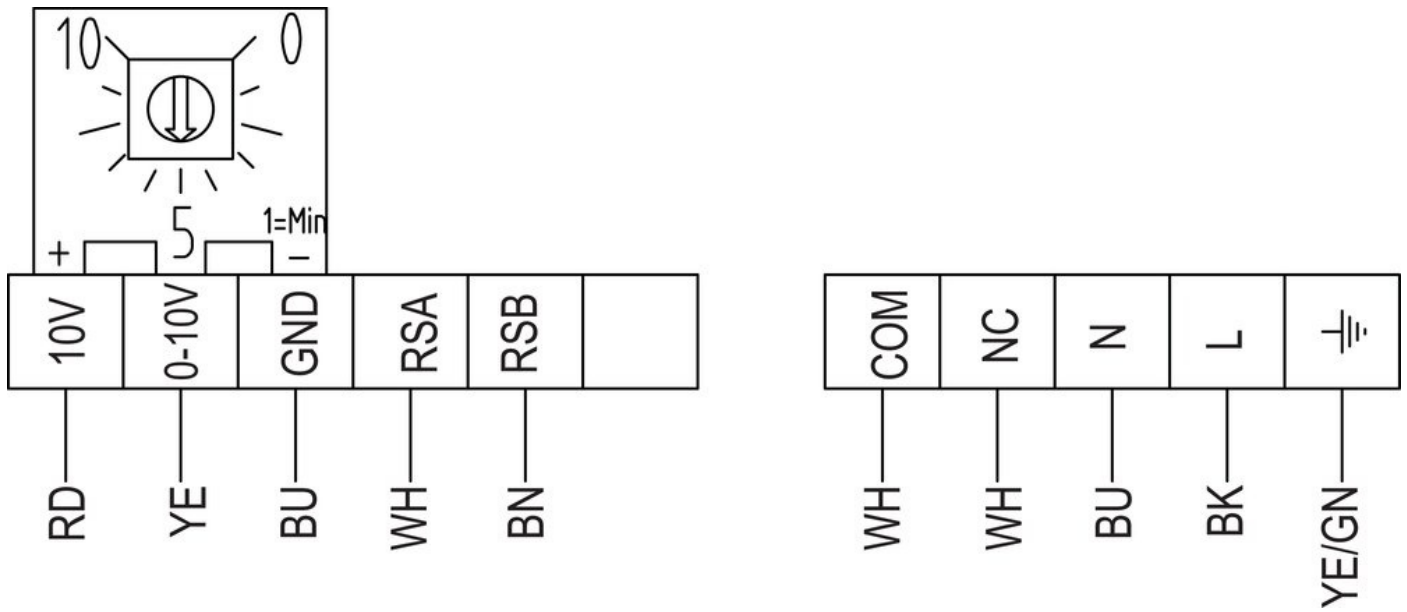 10 0
5 1=Min
+ -
10V 0-10V GND RSA RSB
COM NC N L
RD YE BU WH BN
WH WH BU BK YE/GN